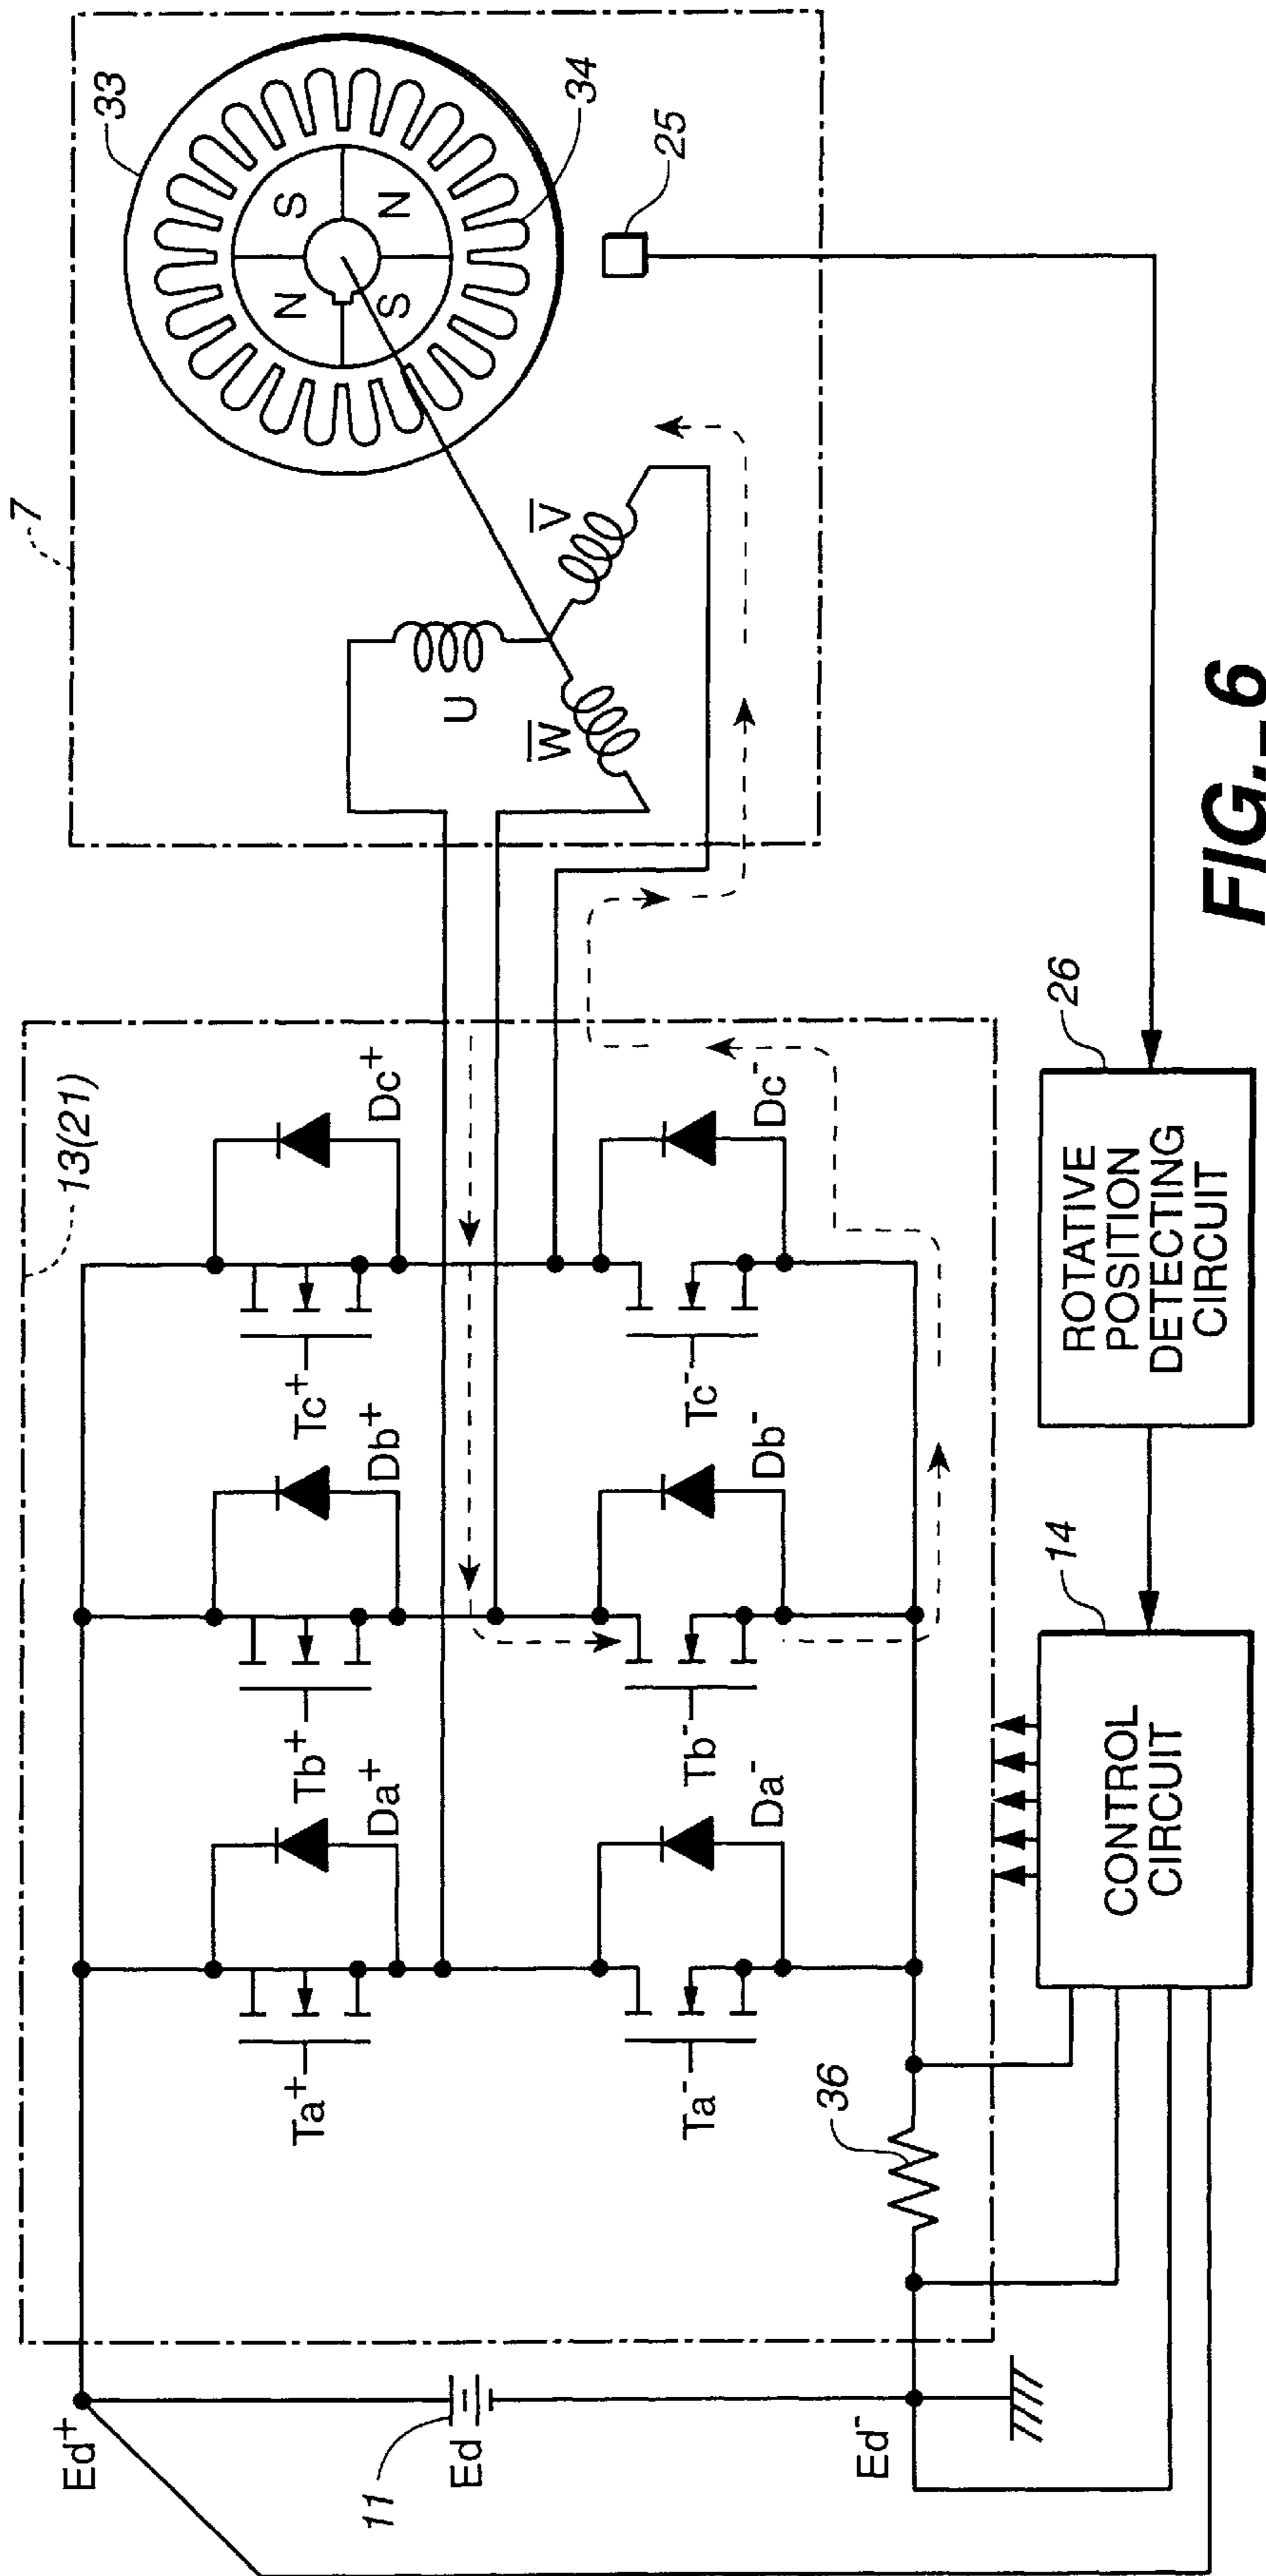 7
33
S
N
N
S
34
25
U
V
W
13(21)
Ed+
11
Ed
Ed-
Ta+
Da+
Tb+
Db+
Tc+
Dc+
Ta-
Da-
Tb-
Db-
Tc-
Dc-
36
14
CONTROL
CIRCUIT
26
ROTATIVE
POSITION
DETECTING
CIRCUIT
FIG._6